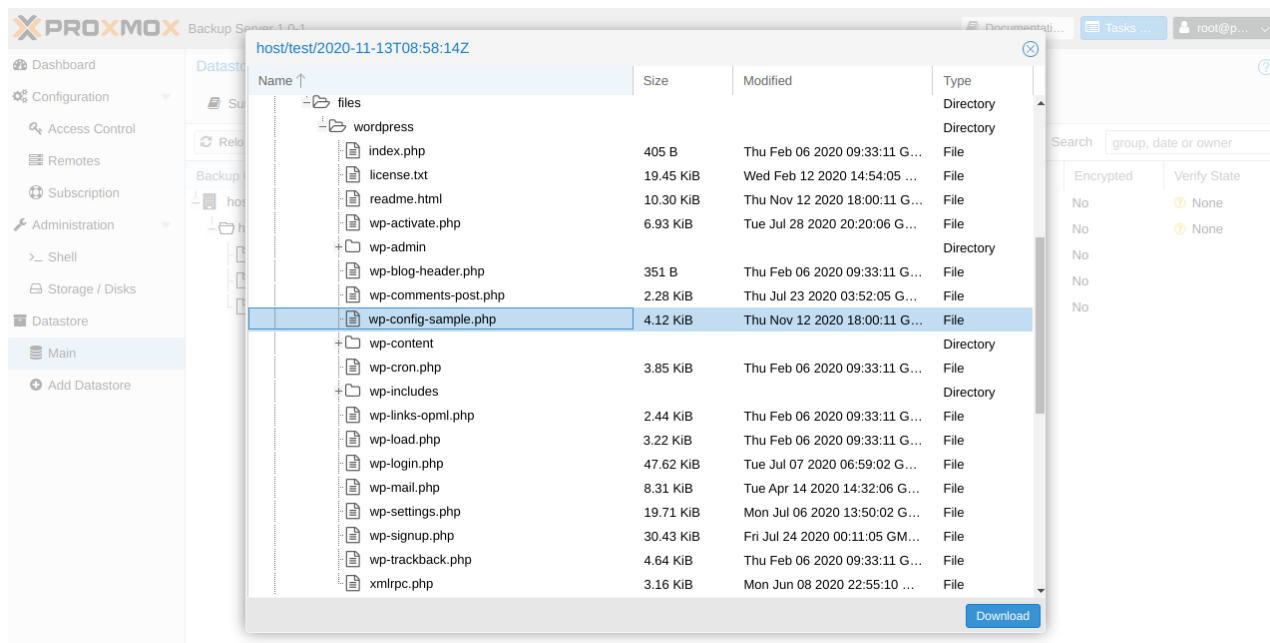 PROXMOX Backup Server 1.0-1
Documentati...
Tasks ...
root@p...
Dashboard
Configuration
Access Control
Remotes
Subscription
Administration
Shell
Storage / Disks
Datastore
Main
Add Datastore
Search group, date or owner
Encrypted Verify State
No None
No None
No
No
No
host/test/2020-11-13T08:58:14Z
Name Size Modified Type
files Directory
wordpress Directory
index.php 405 B Thu Feb 06 2020 09:33:11 G... File
license.txt 19.45 KiB Wed Feb 12 2020 14:54:05 ... File
readme.html 10.30 KiB Thu Nov 12 2020 18:00:11 G... File
wp-activate.php 6.93 KiB Tue Jul 28 2020 20:20:06 G... File
wp-admin Directory
wp-blog-header.php 351 B Thu Feb 06 2020 09:33:11 G... File
wp-comments-post.php 2.28 KiB Thu Jul 23 2020 03:52:05 G... File
wp-config-sample.php 4.12 KiB Thu Nov 12 2020 18:00:11 G... File
wp-content Directory
wp-cron.php 3.85 KiB Thu Feb 06 2020 09:33:11 G... File
wp-includes Directory
wp-links-opml.php 2.44 KiB Thu Feb 06 2020 09:33:11 G... File
wp-load.php 3.22 KiB Thu Feb 06 2020 09:33:11 G... File
wp-login.php 47.62 KiB Tue Jul 07 2020 06:59:02 G... File
wp-mail.php 8.31 KiB Tue Apr 14 2020 14:32:06 G... File
wp-settings.php 19.71 KiB Mon Jul 06 2020 13:50:02 G... File
wp-signup.php 30.43 KiB Fri Jul 24 2020 00:11:05 GM... File
wp-trackback.php 4.64 KiB Thu Feb 06 2020 09:33:11 G... File
xmlrpc.php 3.16 KiB Mon Jun 08 2020 22:55:10 ... File
Download